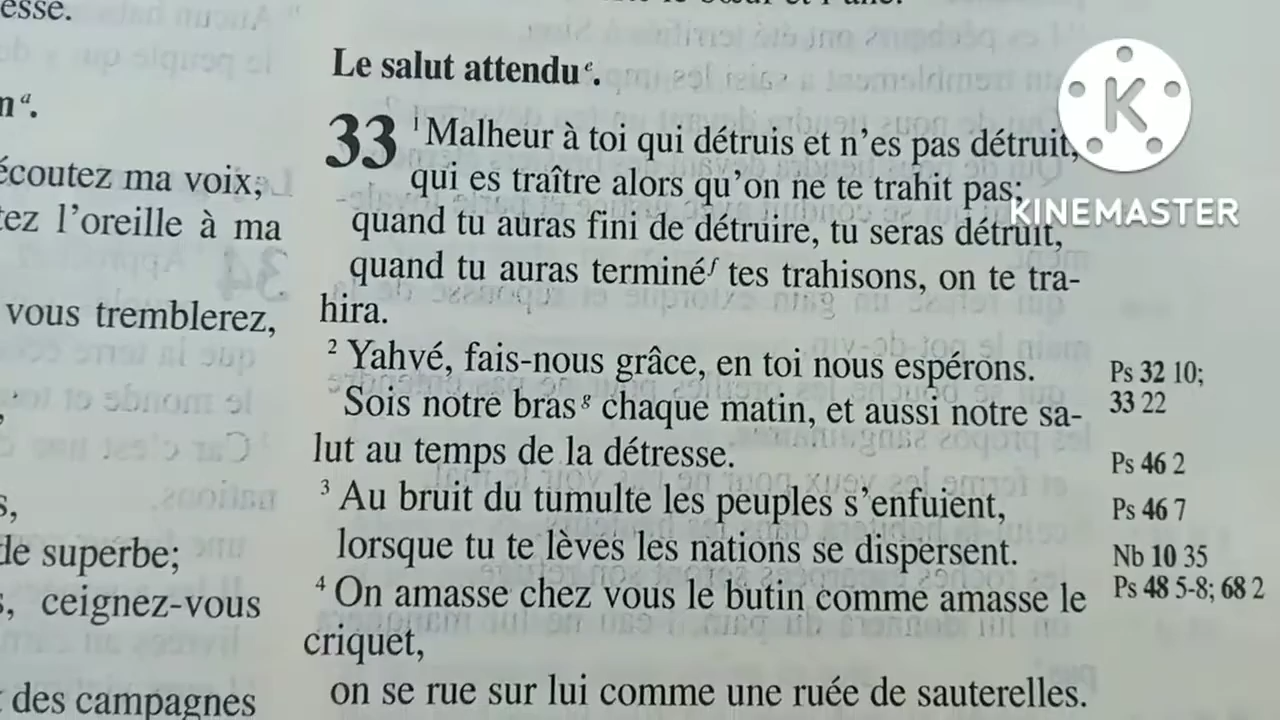 esse.
n ᵃ.
écoutez ma voix,
tez l'oreille à ma
vous tremblerez,
s,
de superbe;
s, ceignez-vous
des campagnes
Le salut attendu ᵉ.
33 ¹ Malheur à toi qui détruis et n'es pas détruit,
qui es traître alors qu'on ne te trahit pas;
quand tu auras fini de détruire, tu seras détruit,
quand tu auras terminé ᶠ tes trahisons, on te tra-
hira.
² Yahvé, fais-nous grâce, en toi nous espérons.
Sois notre bras ᵍ chaque matin, et aussi notre sa-
lut au temps de la détresse.
³ Au bruit du tumulte les peuples s'enfuient,
lorsque tu te lèves les nations se dispersent.
⁴ On amasse chez vous le butin comme amasse le
criquet,
on se rue sur lui comme une ruée de sauterelles.
Ps 32 10;
33 22
Ps 46 2
Ps 46 7
Nb 10 35
Ps 48 5-8; 68 2
K
KINEMASTER